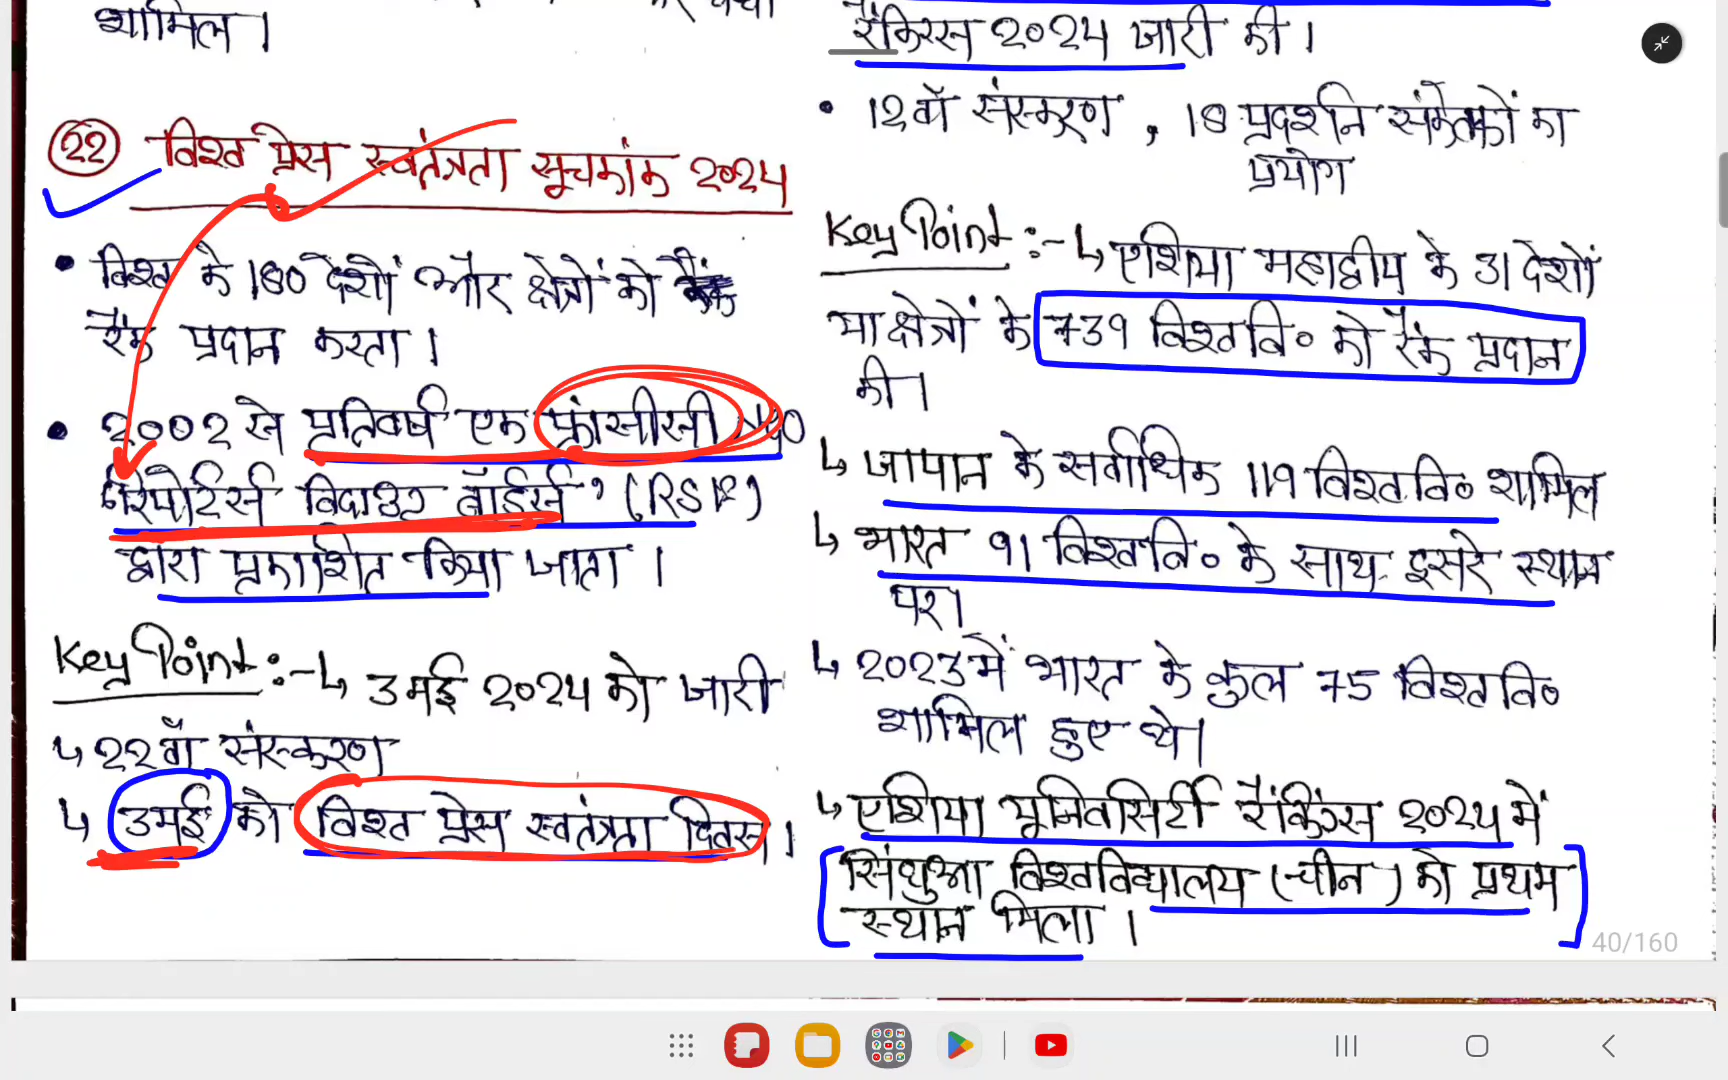 शामिल ।
(22) विश्व प्रेस स्वतंत्रता सूचकांक 2024
• विश्व के 180 देशों और क्षेत्रों को
रैंक प्रदान करता ।
• 2002 से प्रतिवर्ष एक फ्रांसीसी NGO
'रिपोर्टर्स विदाउट बॉर्डर्स' (RSF)
द्वारा प्रकाशित किया जाता ।
Key Point :- ↳ 3 मई 2024 को जारी
↳ 22वाँ संस्करण
↳ 3 मई को विश्व प्रेस स्वतंत्रता दिवस ।
रैंकिंग्स 2024 जारी की ।
• 12वाँ संस्करण , 18 प्रदर्शन संकेतकों का
प्रयोग
Key Point :- ↳ एशिया महाद्वीप के 31 देशों
या क्षेत्रों के 739 विश्ववि० को रैंक प्रदान
की ।
↳ जापान के सर्वाधिक 119 विश्ववि० शामिल
↳ भारत 91 विश्ववि० के साथ दूसरे स्थान
पर ।
↳ 2023 में भारत के कुल 75 विश्ववि०
शामिल हुए थे ।
↳ एशिया यूनिवर्सिटी रैंकिंग्स 2024 में
सिंघुआ विश्वविद्यालय (चीन) को प्रथम
स्थान मिला ।
40/160